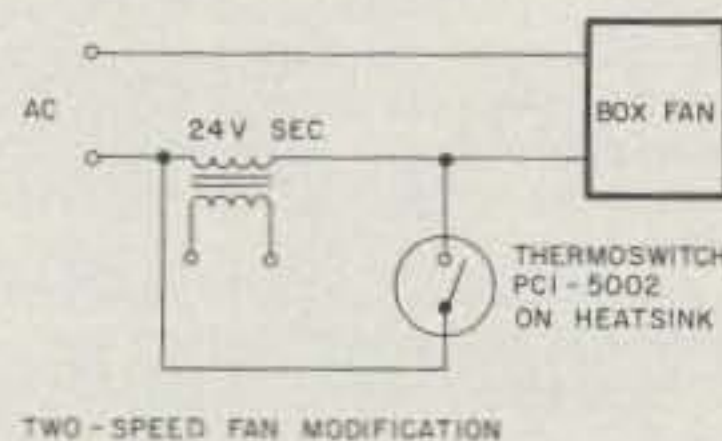 AC
24V SEC
BOX FAN
THERMOSWITCH
PCI-5002
ON HEATSINK
TWO-SPEED FAN MODIFICATION